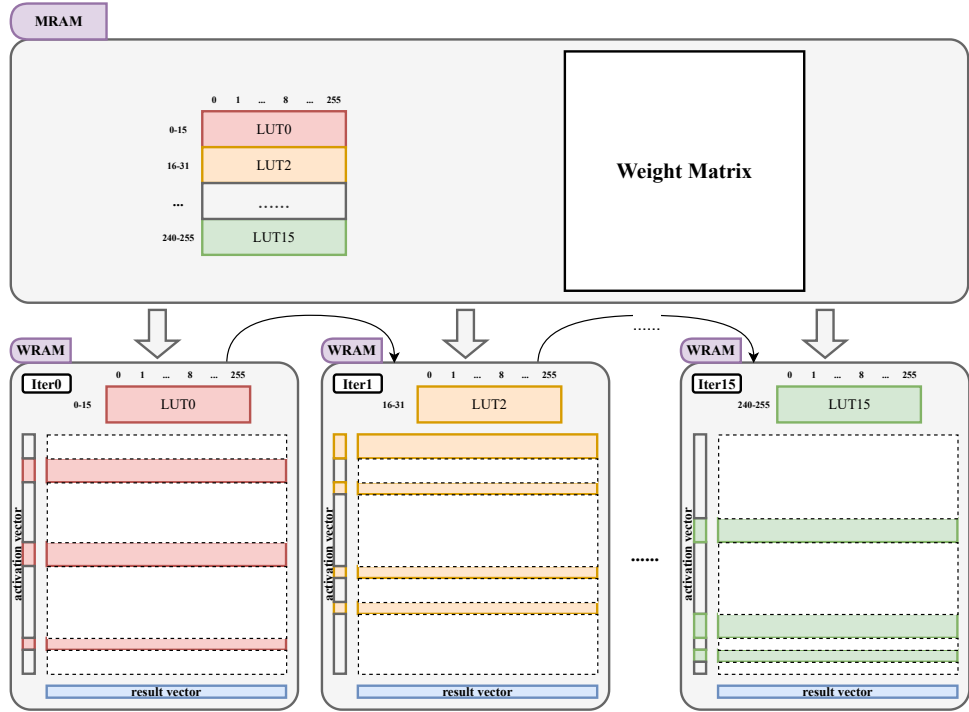 MRAM
0 1 ... 8 ... 255
0-15 LUT0
16-31 LUT2
... ......
240-255 LUT15
Weight Matrix
......
WRAM
Iter0
0 1 ... 8 ... 255
0-15 LUT0
activation vector
result vector
WRAM
Iter1
0 1 ... 8 ... 255
16-31 LUT2
activation vector
result vector
......
WRAM
Iter15
0 1 ... 8 ... 255
240-255 LUT15
activation vector
result vector